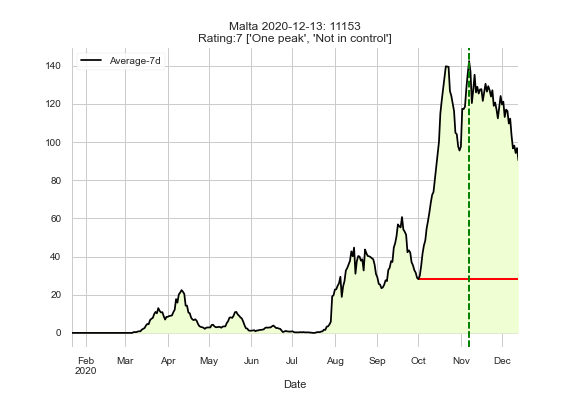 Malta 2020-12-13: 11153
Rating:7 ['One peak', 'Not in control']
Average-7d
140
120
100
80
60
40
20
0
Feb Mar Apr May Jun Jul Aug Sep Oct Nov Dec
2020
Date